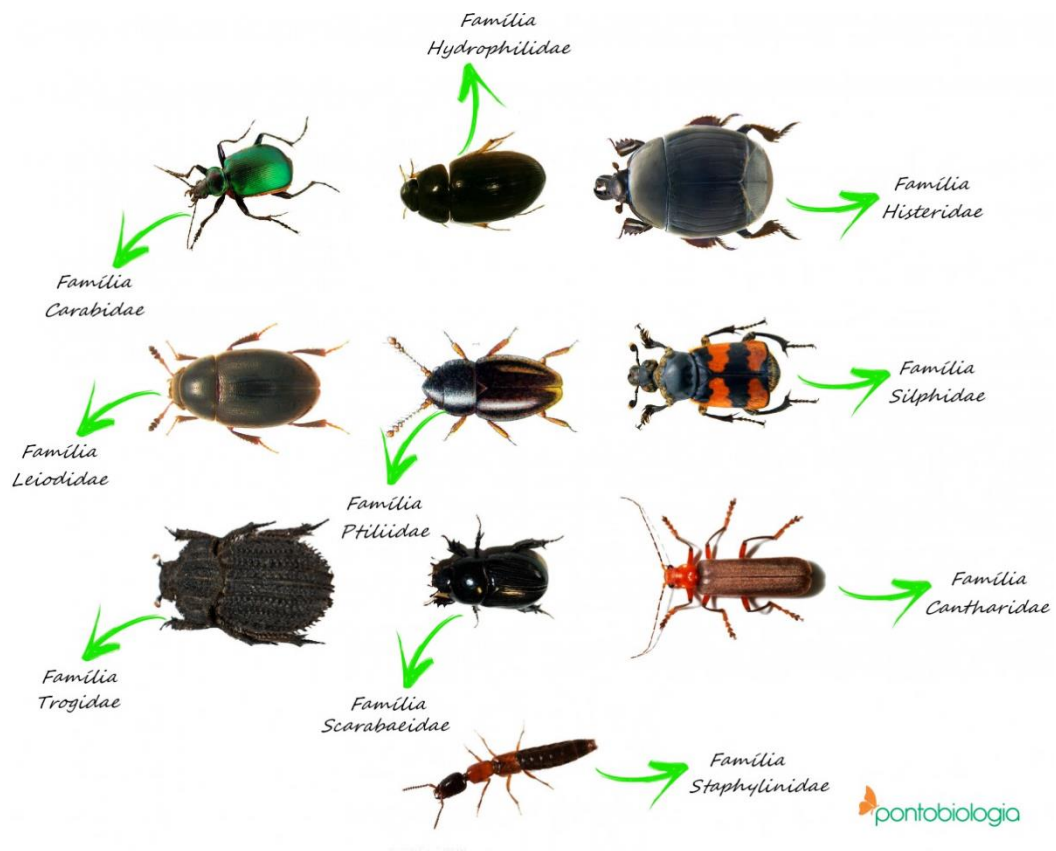 Família
Hydrophilidae
Família
Histeridae
Família
Carabidae
Família
Silphidae
Família
Leiodidae
Família
Ptiliidae
Família
Cantharidae
Família
Trogidae
Família
Scarabaeidae
Família
Staphylinidae
pontobiologia